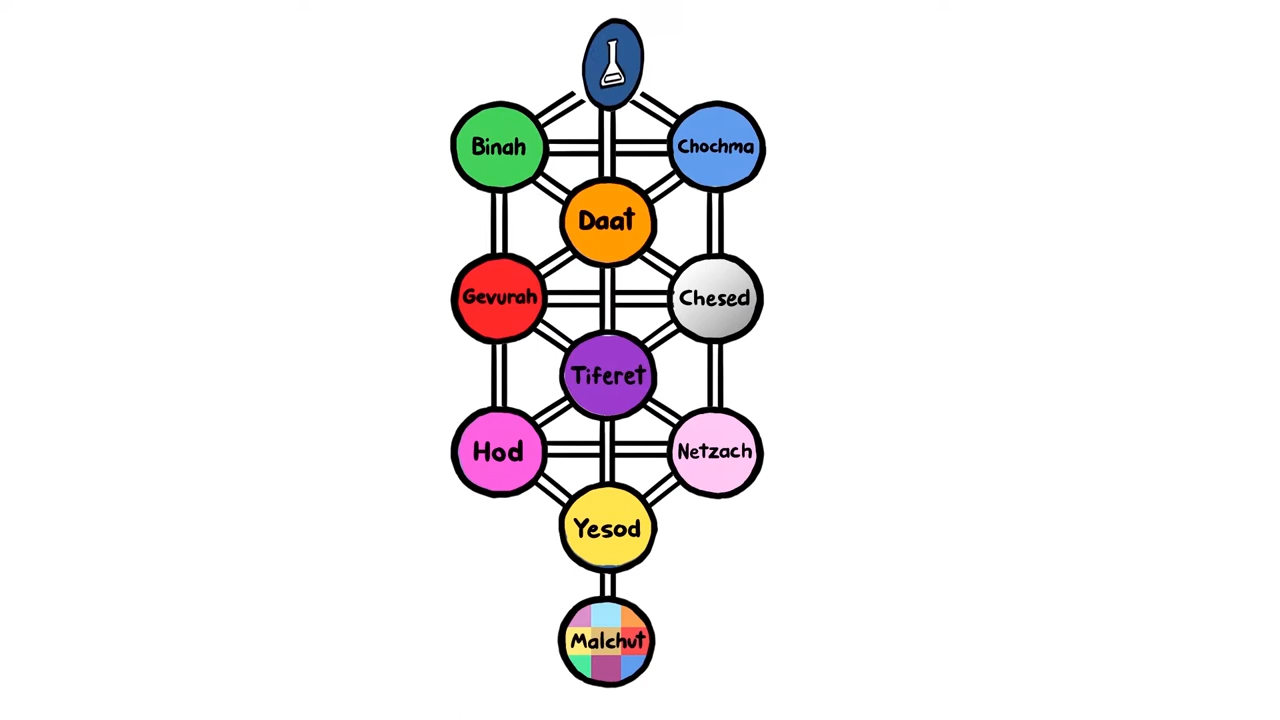 Binah
Chochma
Daat
Gevurah
Chesed
Tiferet
Hod
Netzach
Yesod
Malchut